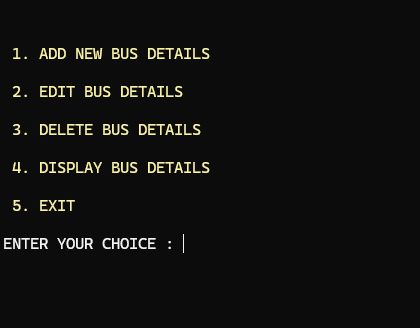 1. ADD NEW BUS DETAILS
2. EDIT BUS DETAILS
3. DELETE BUS DETAILS
4. DISPLAY BUS DETAILS
5. EXIT
ENTER YOUR CHOICE :